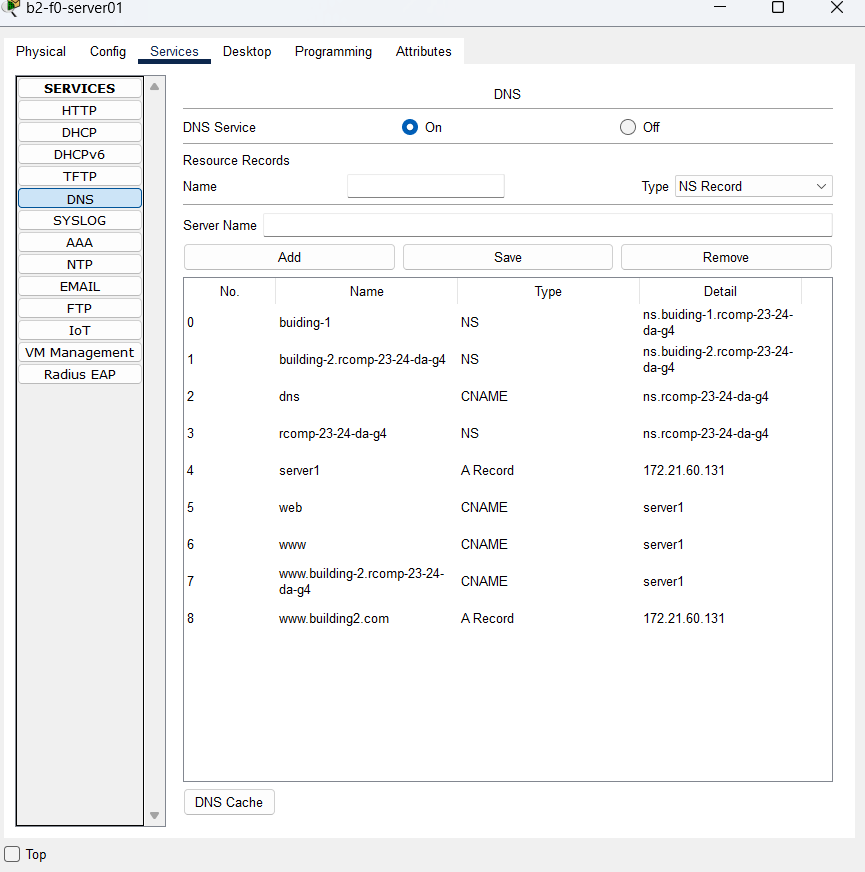 b2-f0-server01
Physical Config Services Desktop Programming Attributes
SERVICES
HTTP
DHCP
DHCPv6
TFTP
DNS
SYSLOG
AAA
NTP
EMAIL
FTP
IoT
VM Management
Radius EAP
DNS
DNS Service On Off
Resource Records
Name Type NS Record
Server Name
Add Save Remove
No. Name Type Detail
0 buiding-1 NS ns.buiding-1.rcomp-23-24-
da-g4
1 building-2.rcomp-23-24-da-g4 NS ns.buiding-2.rcomp-23-24-
da-g4
2 dns CNAME ns.rcomp-23-24-da-g4
3 rcomp-23-24-da-g4 NS ns.rcomp-23-24-da-g4
4 server1 A Record 172.21.60.131
5 web CNAME server1
6 www CNAME server1
7 www.building-2.rcomp-23-24-
da-g4 CNAME server1
8 www.building2.com A Record 172.21.60.131
DNS Cache
Top